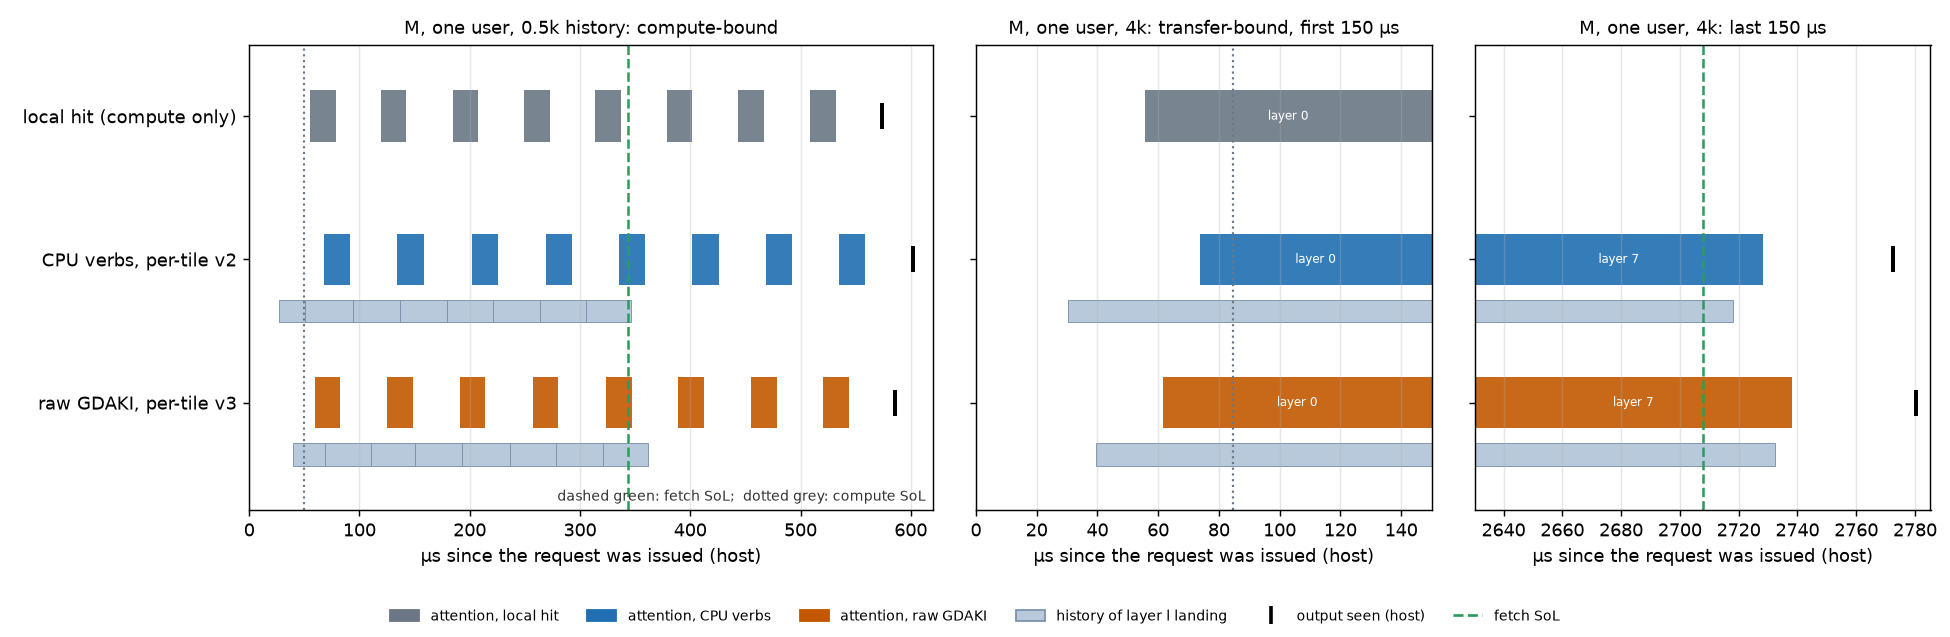 M, one user, 0.5k history: compute-bound
M, one user, 4k: transfer-bound, first 150 µs
M, one user, 4k: last 150 µs
local hit (compute only)
CPU verbs, per-tile v2
raw GDAKI, per-tile v3
layer 0
layer 0
layer 7
layer 0
layer 7
dashed green: fetch SoL; dotted grey: compute SoL
0 100 200 300 400 500 600
0 20 40 60 80 100 120 140
2640 2660 2680 2700 2720 2740 2760 2780
µs since the request was issued (host)
µs since the request was issued (host)
µs since the request was issued (host)
attention, local hit
attention, CPU verbs
attention, raw GDAKI
history of layer l landing
output seen (host)
fetch SoL